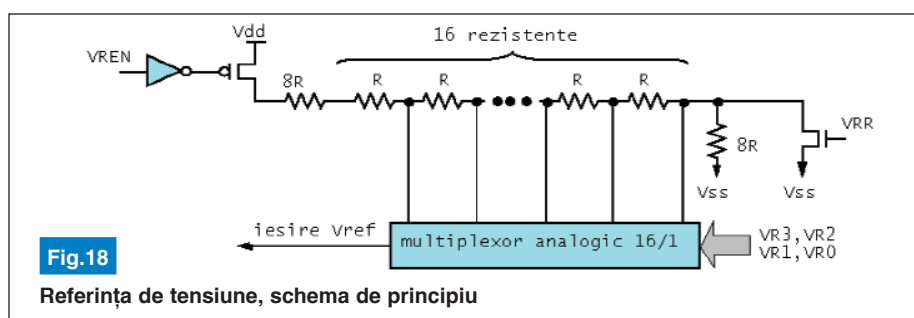 Vdd
16 rezistente
VREN
8R
R
R
R
R
8R
VRR
Vss
Vss
iesire Vref
multiplexor analogic 16/1
VR3,VR2
VR1,VR0
Fig.18
Referința de tensiune, schema de principiu